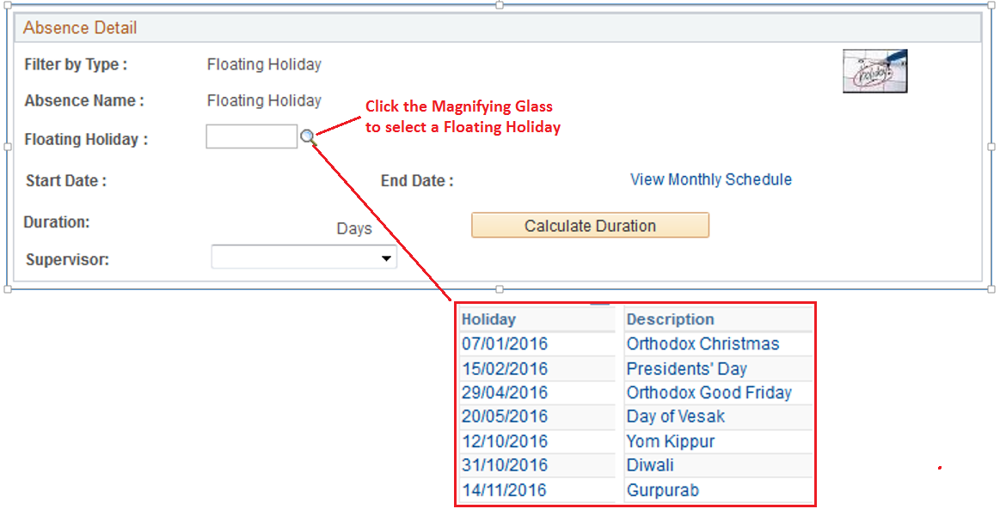 Absence Detail
Filter by Type : Floating Holiday
holiday
Absence Name : Floating Holiday
Click the Magnifying Glass
to select a Floating Holiday
Floating Holiday :
Start Date : End Date : View Monthly Schedule
Duration: Days Calculate Duration
Supervisor:
Holiday Description
07/01/2016 Orthodox Christmas
15/02/2016 Presidents' Day
29/04/2016 Orthodox Good Friday
20/05/2016 Day of Vesak
12/10/2016 Yom Kippur
31/10/2016 Diwali
14/11/2016 Gurpurab